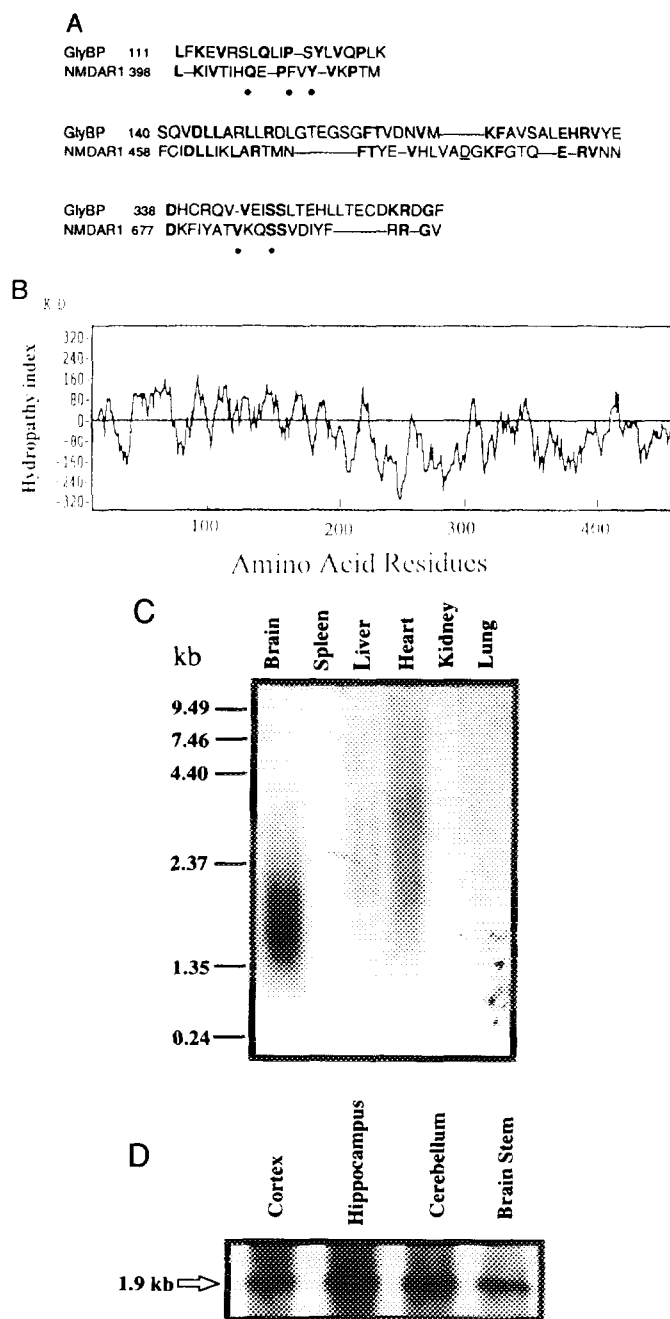 A
GlyBP 111 LFKEVRSLQLIP-SYLVQPLK
NMDAR1 398 L-KIVTIHQE-PFVY-VKPTM
• • •
GlyBP 140 SQVDLLARLLRDLGTEGSGFTVDNVM——KFAVSALEHRVYE
NMDAR1 458 FCIDLLIKLARTMN———FTYE-VHLVADGKFGTQ—E-RVNN
GlyBP 338 DHCRQV-VEISSLTEHLLTECDKRDGF
NMDAR1 677 DKFIYATVKQSSVDIYF———RR-GV
• •
B K D
Hydropathy index
320
240
160
80
0
-80
-160
-240
-320
100 200 300 400
Amino Acid Residues
C
kb
Brain Spleen Liver Heart Kidney Lung
9.49
7.46
4.40
2.37
1.35
0.24
D
Cortex Hippocampus Cerebellum Brain Stem
1.9 kb